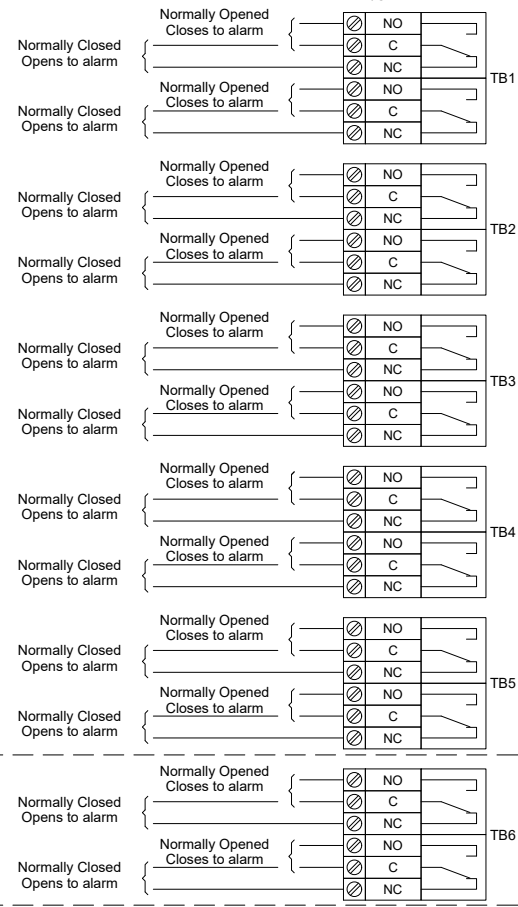 Normally Opened
Closes to alarm
NO
Normally Closed
Opens to alarm
C
NC
TB1
Normally Opened
Closes to alarm
NO
Normally Closed
Opens to alarm
C
NC
Normally Opened
Closes to alarm
NO
Normally Closed
Opens to alarm
C
NC
TB2
Normally Opened
Closes to alarm
NO
Normally Closed
Opens to alarm
C
NC
Normally Opened
Closes to alarm
NO
Normally Closed
Opens to alarm
C
NC
TB3
Normally Opened
Closes to alarm
NO
Normally Closed
Opens to alarm
C
NC
Normally Opened
Closes to alarm
NO
Normally Closed
Opens to alarm
C
NC
TB4
Normally Opened
Closes to alarm
NO
Normally Closed
Opens to alarm
C
NC
Normally Opened
Closes to alarm
NO
Normally Closed
Opens to alarm
C
NC
TB5
Normally Opened
Closes to alarm
NO
Normally Closed
Opens to alarm
C
NC
Normally Opened
Closes to alarm
NO
Normally Closed
Opens to alarm
C
NC
TB6
Normally Opened
Closes to alarm
NO
Normally Closed
Opens to alarm
C
NC